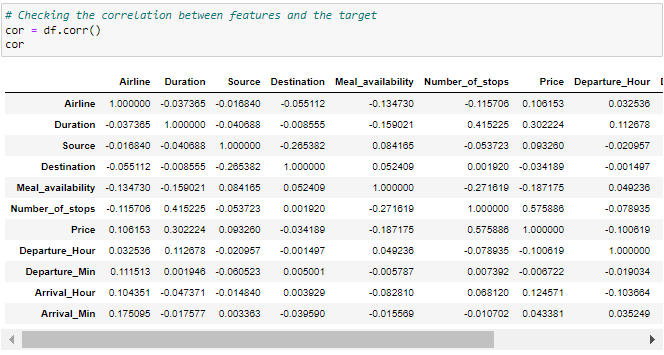 # Checking the correlation between features and the target
cor = df.corr()
cor
Airline Duration Source Destination Meal_availability Number_of_stops Price Departure_Hour
Airline 1.000000 -0.037365 -0.016840 -0.055112 -0.134730 -0.115706 0.106153 0.032536
Duration -0.037365 1.000000 -0.040688 -0.008555 -0.159021 0.415225 0.302224 0.112678
Source -0.016840 -0.040688 1.000000 -0.265382 0.084165 -0.053723 0.093260 -0.020957
Destination -0.055112 -0.008555 -0.265382 1.000000 0.052409 0.001920 -0.034189 -0.001497
Meal_availability -0.134730 -0.159021 0.084165 0.052409 1.000000 -0.271619 -0.187175 0.049236
Number_of_stops -0.115706 0.415225 -0.053723 0.001920 -0.271619 1.000000 0.575886 -0.078935
Price 0.106153 0.302224 0.093260 -0.034189 -0.187175 0.575886 1.000000 -0.100619
Departure_Hour 0.032536 0.112678 -0.020957 -0.001497 0.049236 -0.078935 -0.100619 1.000000
Departure_Min 0.111513 0.001946 -0.060523 0.005001 -0.005787 0.007392 -0.006722 -0.019034
Arrival_Hour 0.104351 -0.047371 -0.014840 0.003929 -0.082810 0.068120 0.124571 -0.103664
Arrival_Min 0.175095 -0.017577 0.003363 -0.039590 -0.015569 -0.010702 0.043381 0.035249